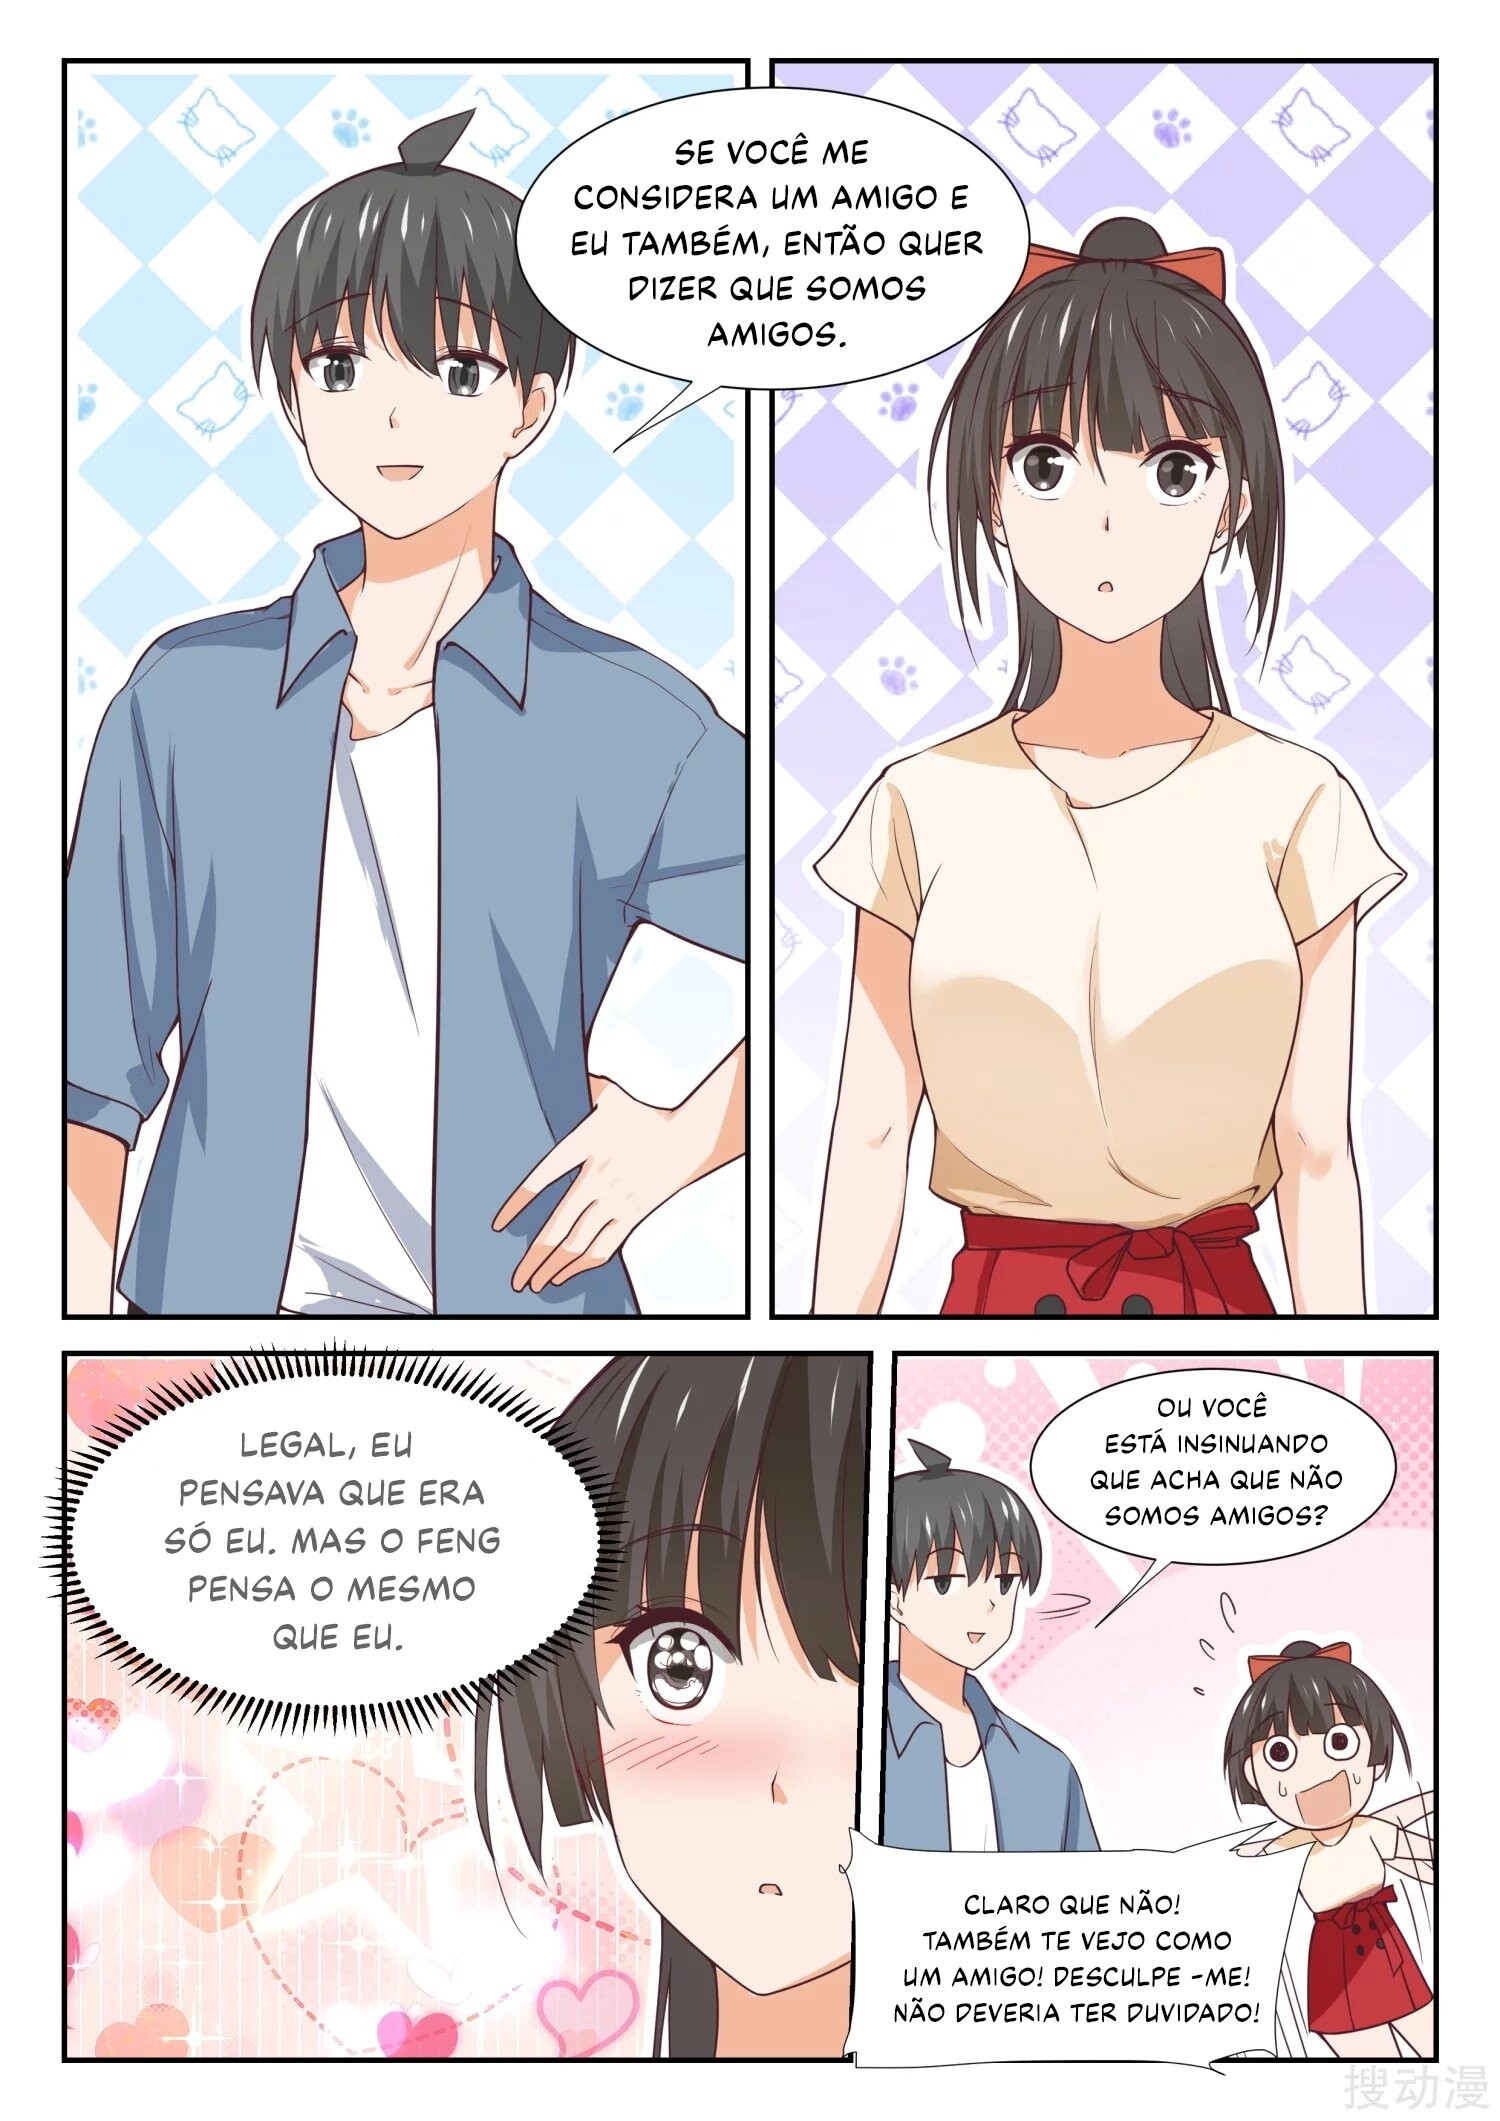 SE VOCÊ ME
CONSIDERA UM AMIGO E
EU TAMBÉM, ENTÃO QUER
DIZER QUE SOMOS
AMIGOS.
LEGAL, EU
PENSAVA QUE ERA
SÓ EU. MAS O FENG
PENSA O MESMO
QUE EU.
OU VOCÊ
ESTÁ INSINUANDO
QUE ACHA QUE NÃO
SOMOS AMIGOS?
CLARO QUE NÃO!
TAMBÉM TE VEJO COMO
UM AMIGO! DESCULPE -ME!
NÃO DEVERIA TER DUVIDADO!
搜动漫